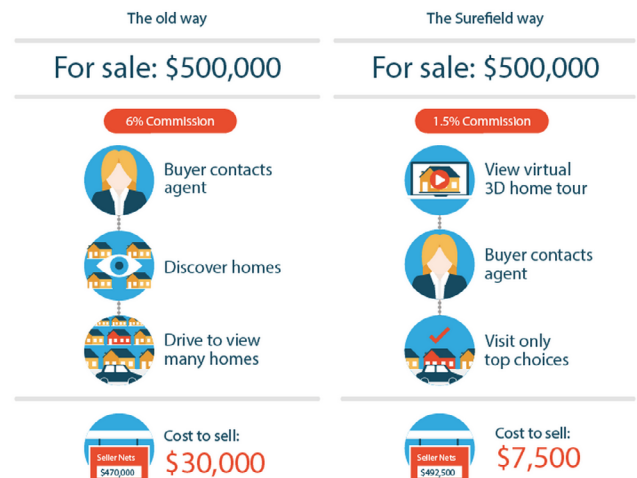 The old way
For sale: $500,000
6% Commission
Buyer contacts
agent
Discover homes
Drive to view
many homes
Cost to sell:
$30,000
Seller Nets
$470,000
The Surefield way
For sale: $500,000
1.5% Commission
View virtual
3D home tour
Buyer contacts
agent
Visit only
top choices
Cost to sell:
$7,500
Seller Nets
$492,500